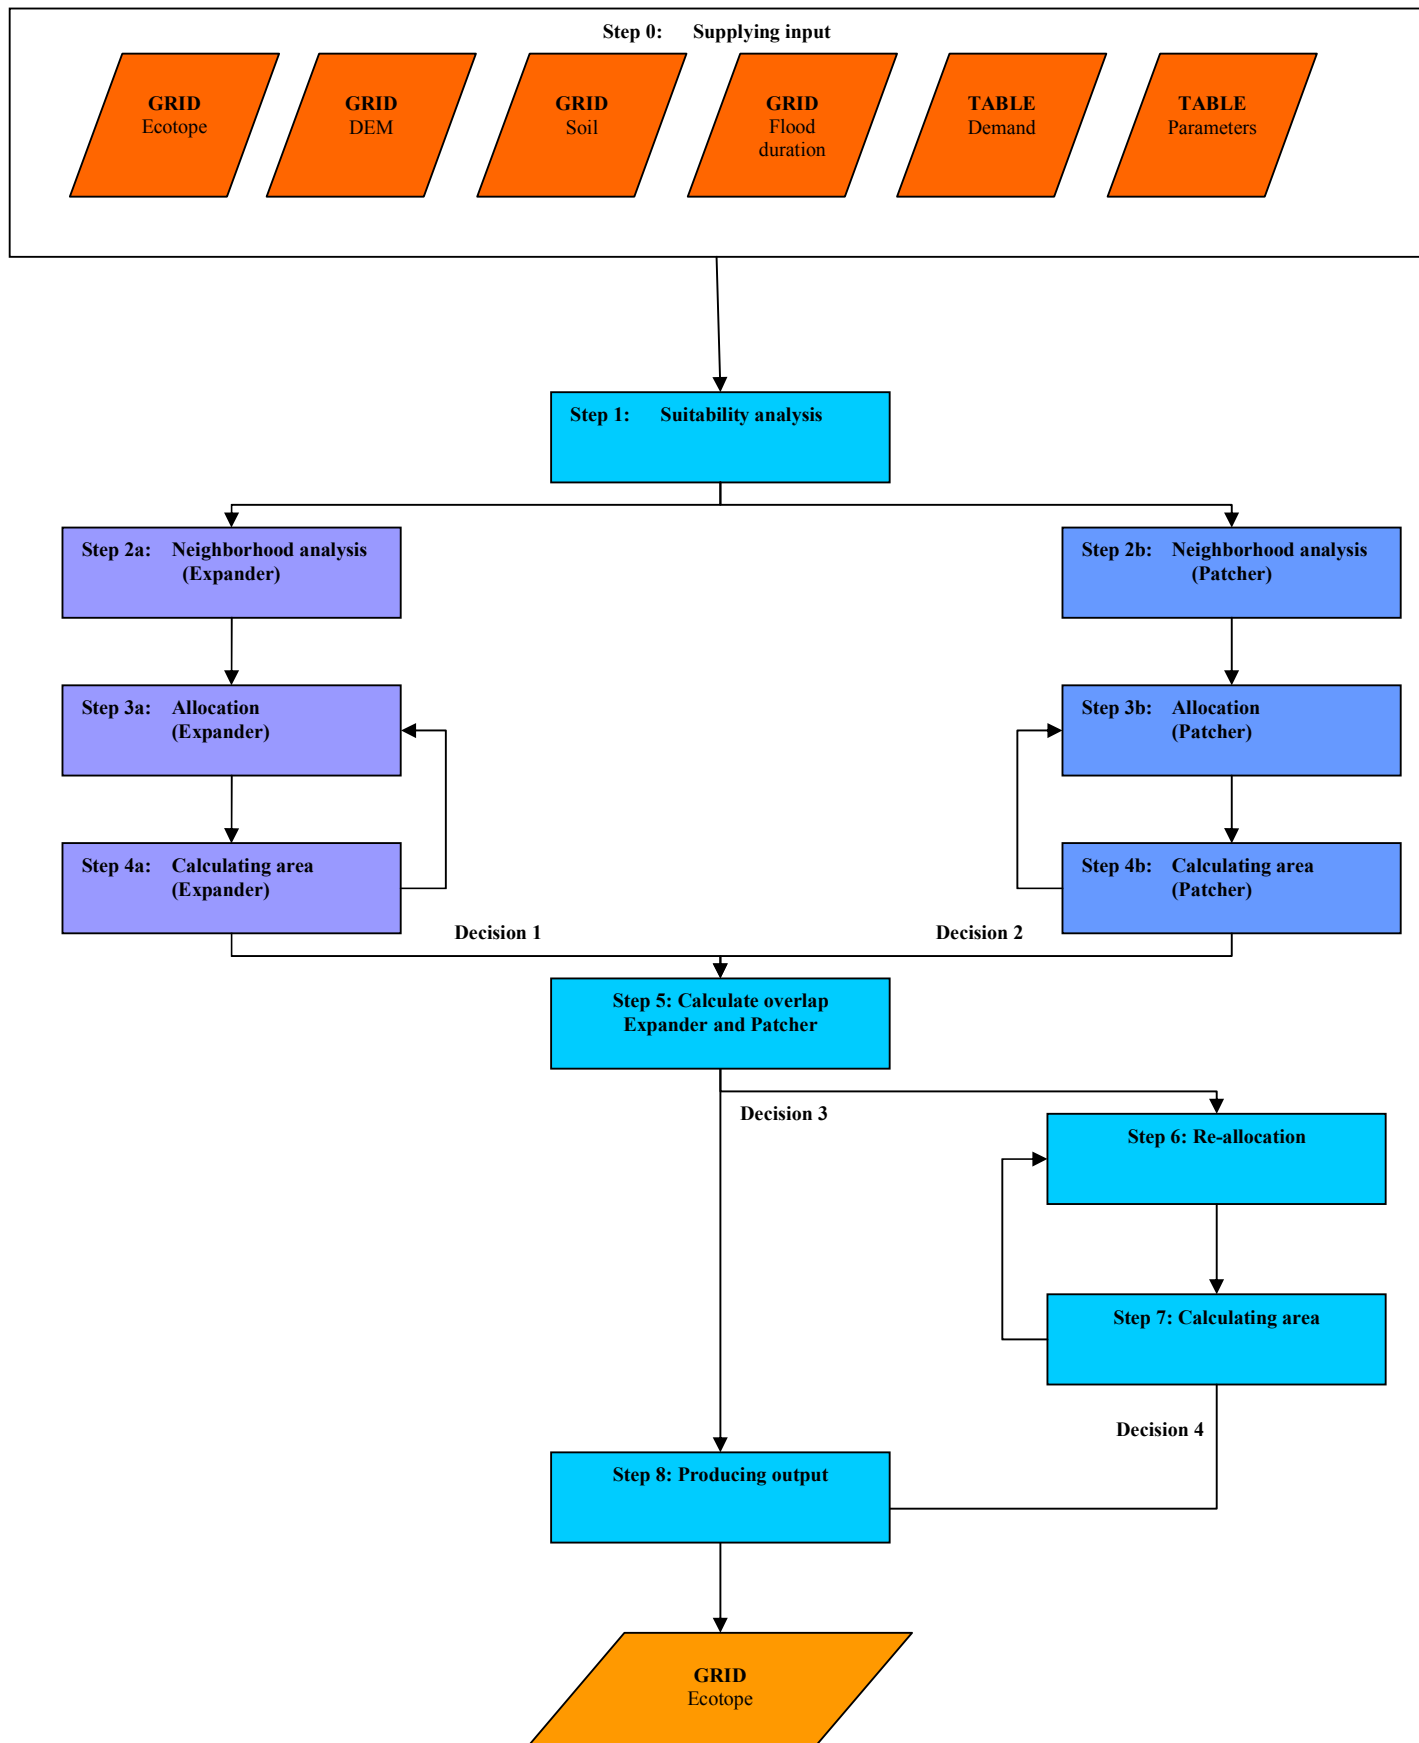 Step 0: Supplying input
GRID
Ecotope
GRID
DEM
GRID
Soil
GRID
Flood
duration
TABLE
Demand
TABLE
Parameters
Step 1: Suitability analysis
Step 2a: Neighborhood analysis
(Expander)
Step 2b: Neighborhood analysis
(Patcher)
Step 3a: Allocation
(Expander)
Step 3b: Allocation
(Patcher)
Step 4a: Calculating area
(Expander)
Step 4b: Calculating area
(Patcher)
Decision 1
Decision 2
Step 5: Calculate overlap
Expander and Patcher
Decision 3
Step 6: Re-allocation
Step 7: Calculating area
Decision 4
Step 8: Producing output
GRID
Ecotope